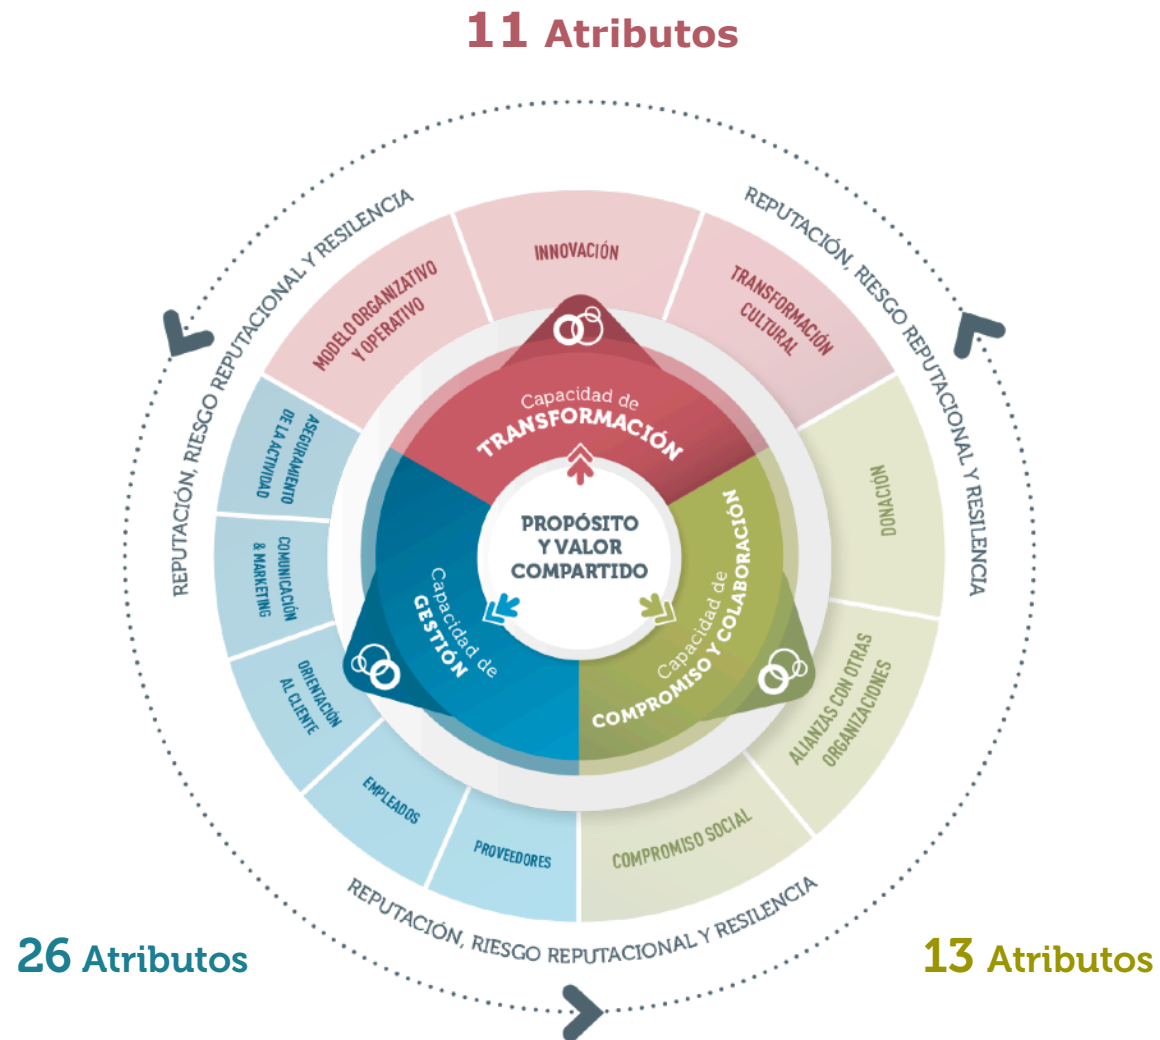 11 Atributos
REPUTACIÓN, RIESGO REPUTACIONAL Y RESILENCIA
REPUTACIÓN, RIESGO REPUTACIONAL Y RESILENCIA
MODELO ORGANIZATIVO
Y OPERATIVO
INNOVACIÓN
TRANSFORMACIÓN
CULTURAL
Capacidad de
TRANSFORMACIÓN
ASEGURAMIENTO
DE LA ACTIVIDAD
COMUNICACIÓN
& MARKETING
ORIENTACIÓN
AL CLIENTE
EMPLEADOS
PROVEEDORES
Capacidad de
GESTIÓN
PROPÓSITO
Y VALOR
COMPARTIDO
Capacidad de
COMPROMISO Y COLABORACIÓN
DONACIÓN
ALIANZAS CON OTRAS
ORGANIZACIONES
COMPROMISO SOCIAL
REPUTACIÓN, RIESGO REPUTACIONAL Y RESILENCIA
26 Atributos
13 Atributos